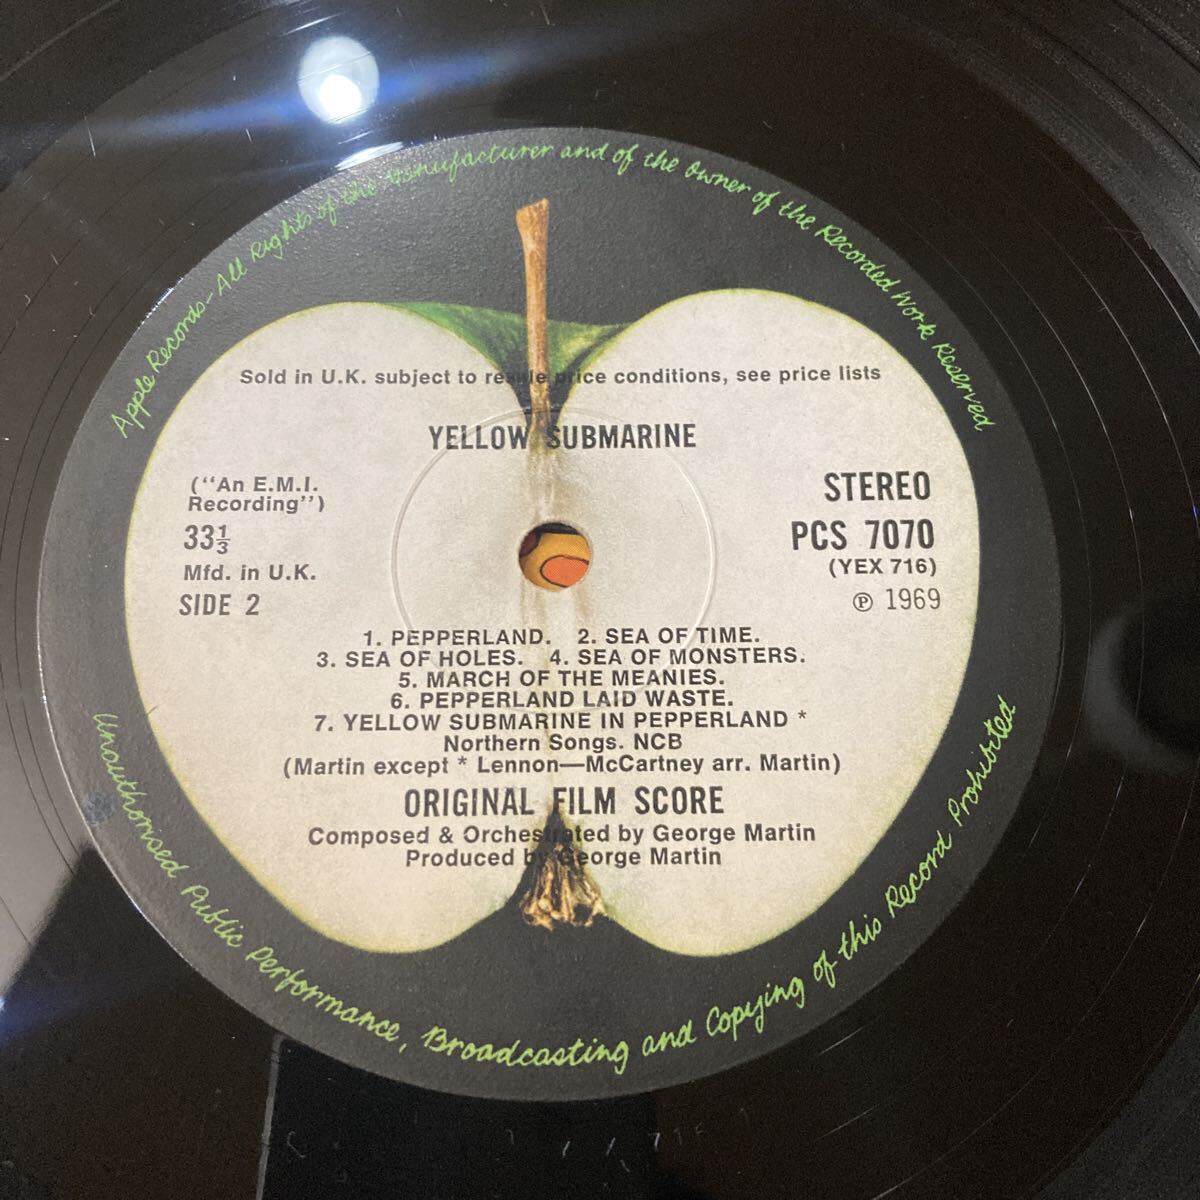 Apple Records-All Rights of the Manufacturer and of the Owner of the Recorded Work Reserved
Sold in U.K. subject to resale price conditions, see price lists
YELLOW SUBMARINE
(‘‘An E.M.I.
Recording’’)
33⅓
Mfd. in U.K.
SIDE 2
STEREO
PCS 7070
(YEX 716)
℗ 1969
1. PEPPERLAND. 2. SEA OF TIME.
3. SEA OF HOLES. 4. SEA OF MONSTERS.
5. MARCH OF THE MEANIES.
6. PEPPERLAND LAID WASTE.
7. YELLOW SUBMARINE IN PEPPERLAND *
Northern Songs. NCB
(Martin except * Lennon—McCartney arr. Martin)
ORIGINAL FILM SCORE
Composed & Orchestrated by George Martin
Produced by George Martin
Unauthorised Public Performance, Broadcasting and Copying of this Record Prohibited